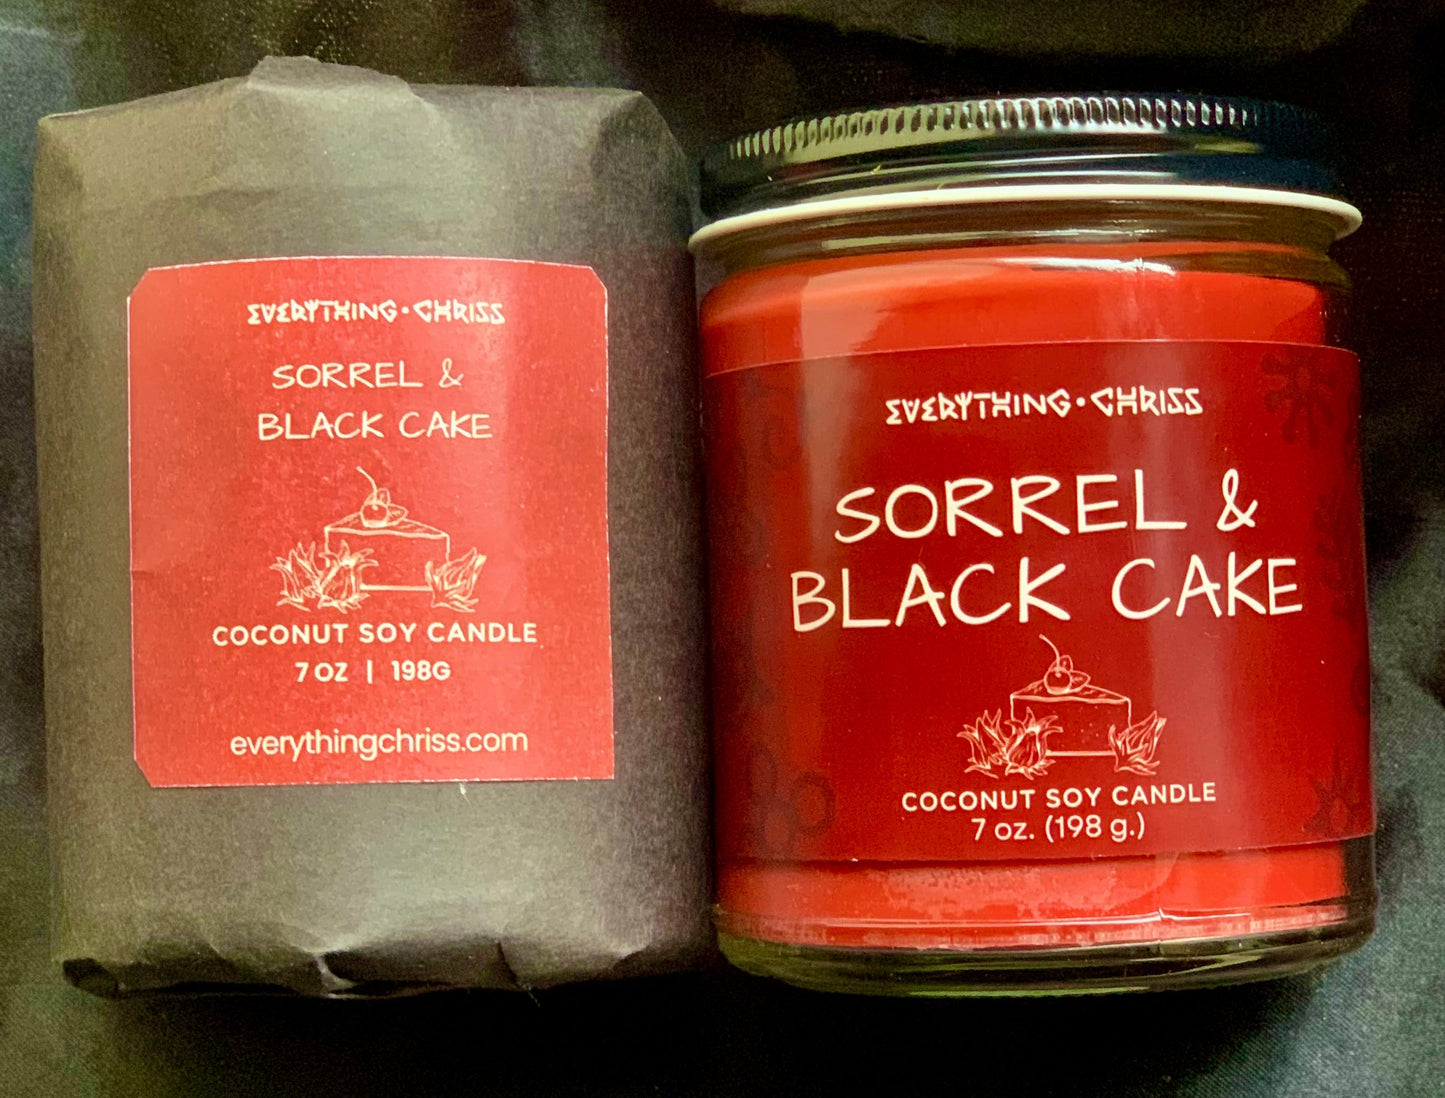 EVERYTHING•CHRISS
SORREL &
BLACK CAKE
COCONUT SOY CANDLE
7 OZ | 198G
everythingchriss.com
EVERYTHING•CHRISS
SORREL &
BLACK CAKE
COCONUT SOY CANDLE
7 oz. (198 g.)